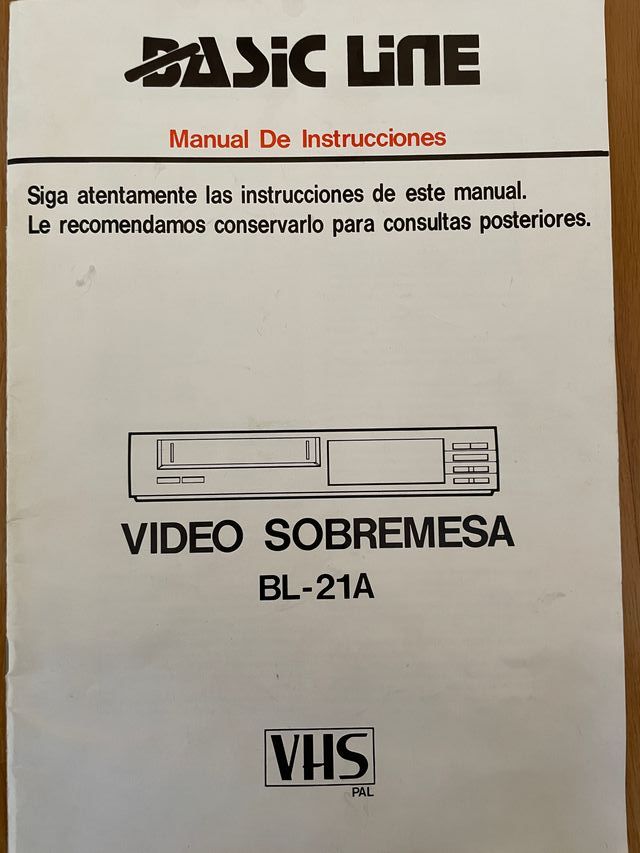 BASiC LiNE
Manual De Instrucciones
Siga atentamente las instrucciones de este manual.
Le recomendamos conservarlo para consultas posteriores.
VIDEO SOBREMESA
BL-21A
VHS
PAL